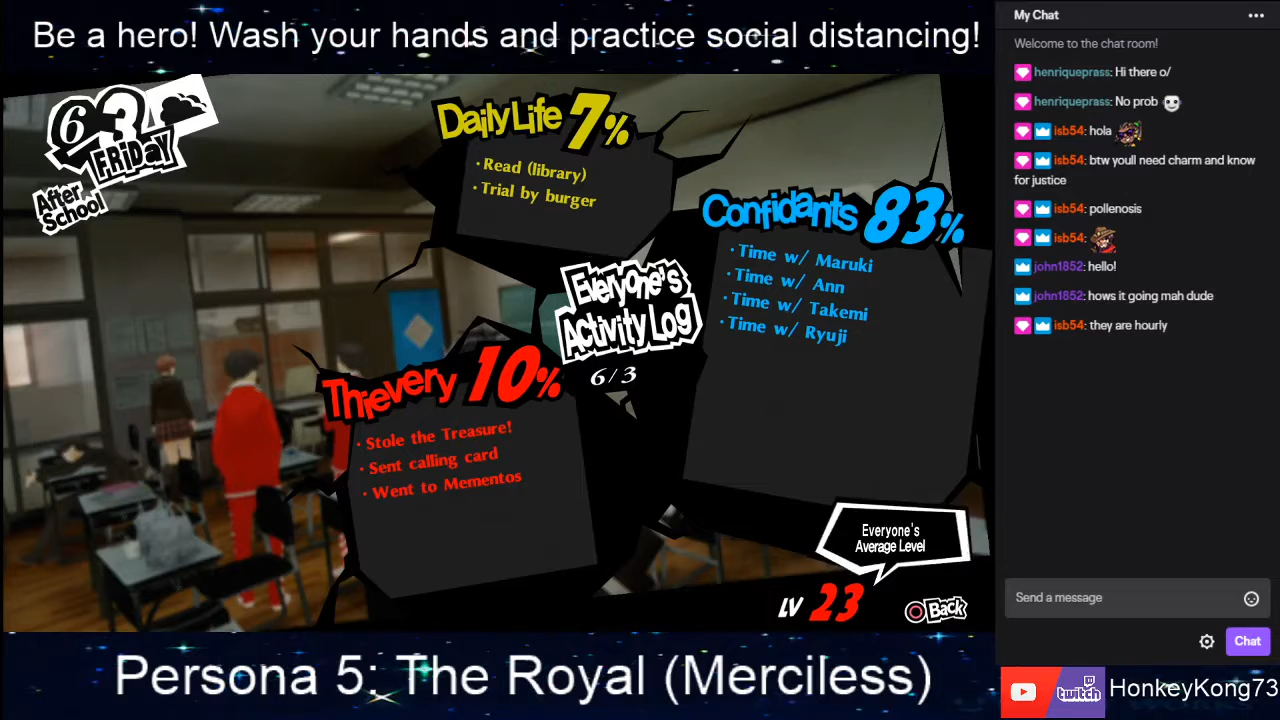 Be a hero! Wash your hands and practice social distancing!
6 3
FRiDaY
After
School
Daily Life 7%
· Read (library)
· Trial by burger
Confidants 83%
· Time w/ Maruki
· Time w/ Ann
· Time w/ Takemi
· Time w/ Ryuji
Everyone's
Activity Log
6/3
Thievery 10%
· Stole the Treasure!
· Sent calling card
· Went to Mementos
Everyone's
Average Level
LV 23
Back
Persona 5: The Royal (Merciless)
My Chat
Welcome to the chat room!
henriqueprass: Hi there o/
henriqueprass: No prob
isb54: hola
isb54: btw youll need charm and know
for justice
isb54: pollenosis
isb54:
john1852: hello!
john1852: hows it going mah dude
isb54: they are hourly
Send a message
Chat
twitch HonkeyKong73